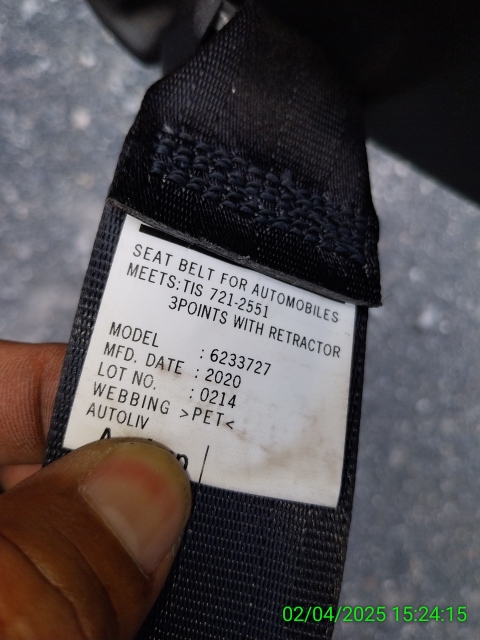 SEAT BELT FOR AUTOMOBILES
MEETS:TIS 721-2551
3POINTS WITH RETRACTOR
MODEL : 6233727
MFD. DATE : 2020
LOT NO. : 0214
WEBBING >PET<
AUTOLIV
02/04/2025 15:24:15